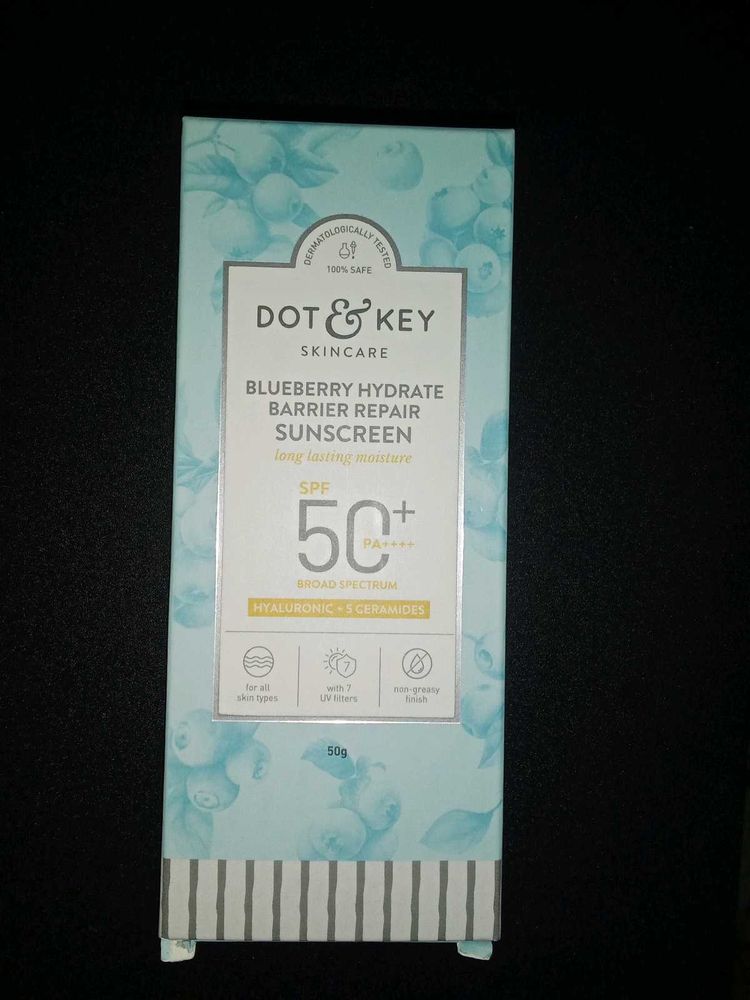 DERMATOLOGICALLY TESTED
100% SAFE
DOT & KEY
SKINCARE
BLUEBERRY HYDRATE
BARRIER REPAIR
SUNSCREEN
long lasting moisture
SPF
50+
PA++++
BROAD SPECTRUM
HYALURONIC + 5 CERAMIDES
for all
skin types
7
with 7
UV filters
non-greasy
finish
50g